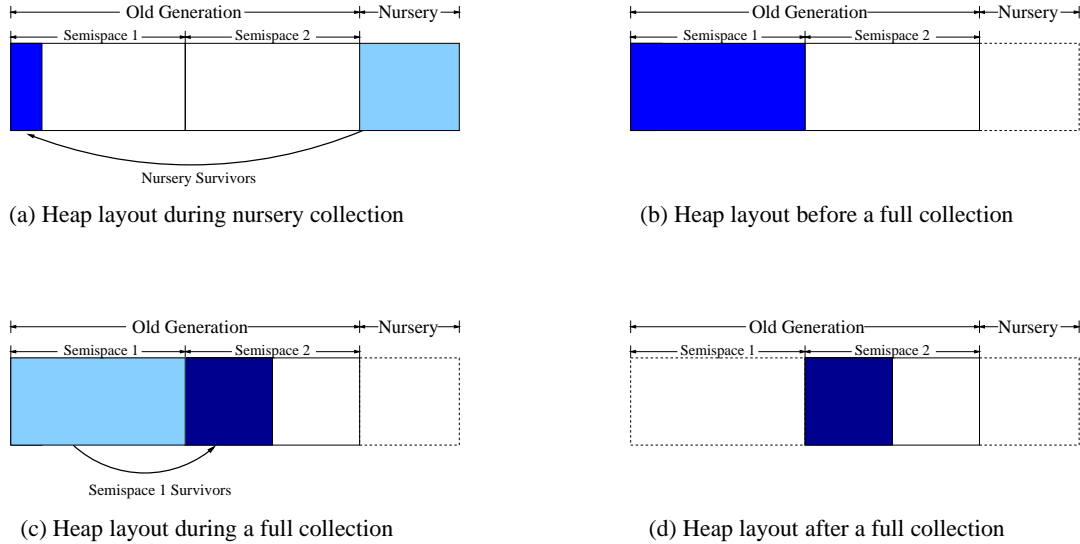 Old Generation
Nursery
Semispace 1
Semispace 2
Nursery Survivors
(a) Heap layout during nursery collection
Old Generation
Nursery
Semispace 1
Semispace 2
(b) Heap layout before a full collection
Old Generation
Nursery
Semispace 1
Semispace 2
Semispace 1 Survivors
(c) Heap layout during a full collection
Old Generation
Nursery
Semispace 1
Semispace 2
(d) Heap layout after a full collection